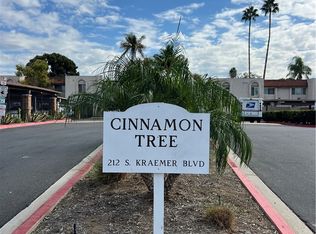 CINNAMON
TREE
212 S. KRAEMER BLVD